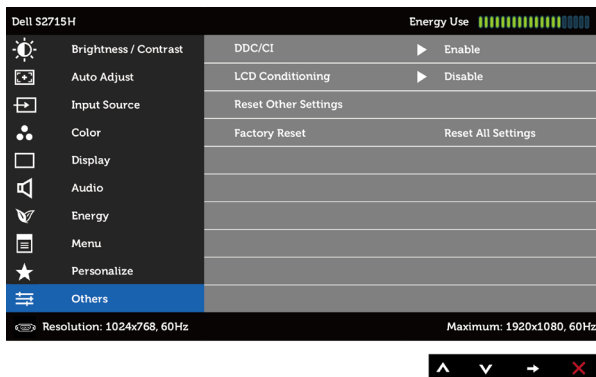 Dell S2715H Energy Use
Brightness / Contrast DDC/CI Enable
Auto Adjust LCD Conditioning Disable
Input Source Reset Other Settings
Color Factory Reset Reset All Settings
Display
Audio
Energy
Menu
Personalize
Others
Resolution: 1024x768, 60Hz Maximum: 1920x1080, 60Hz